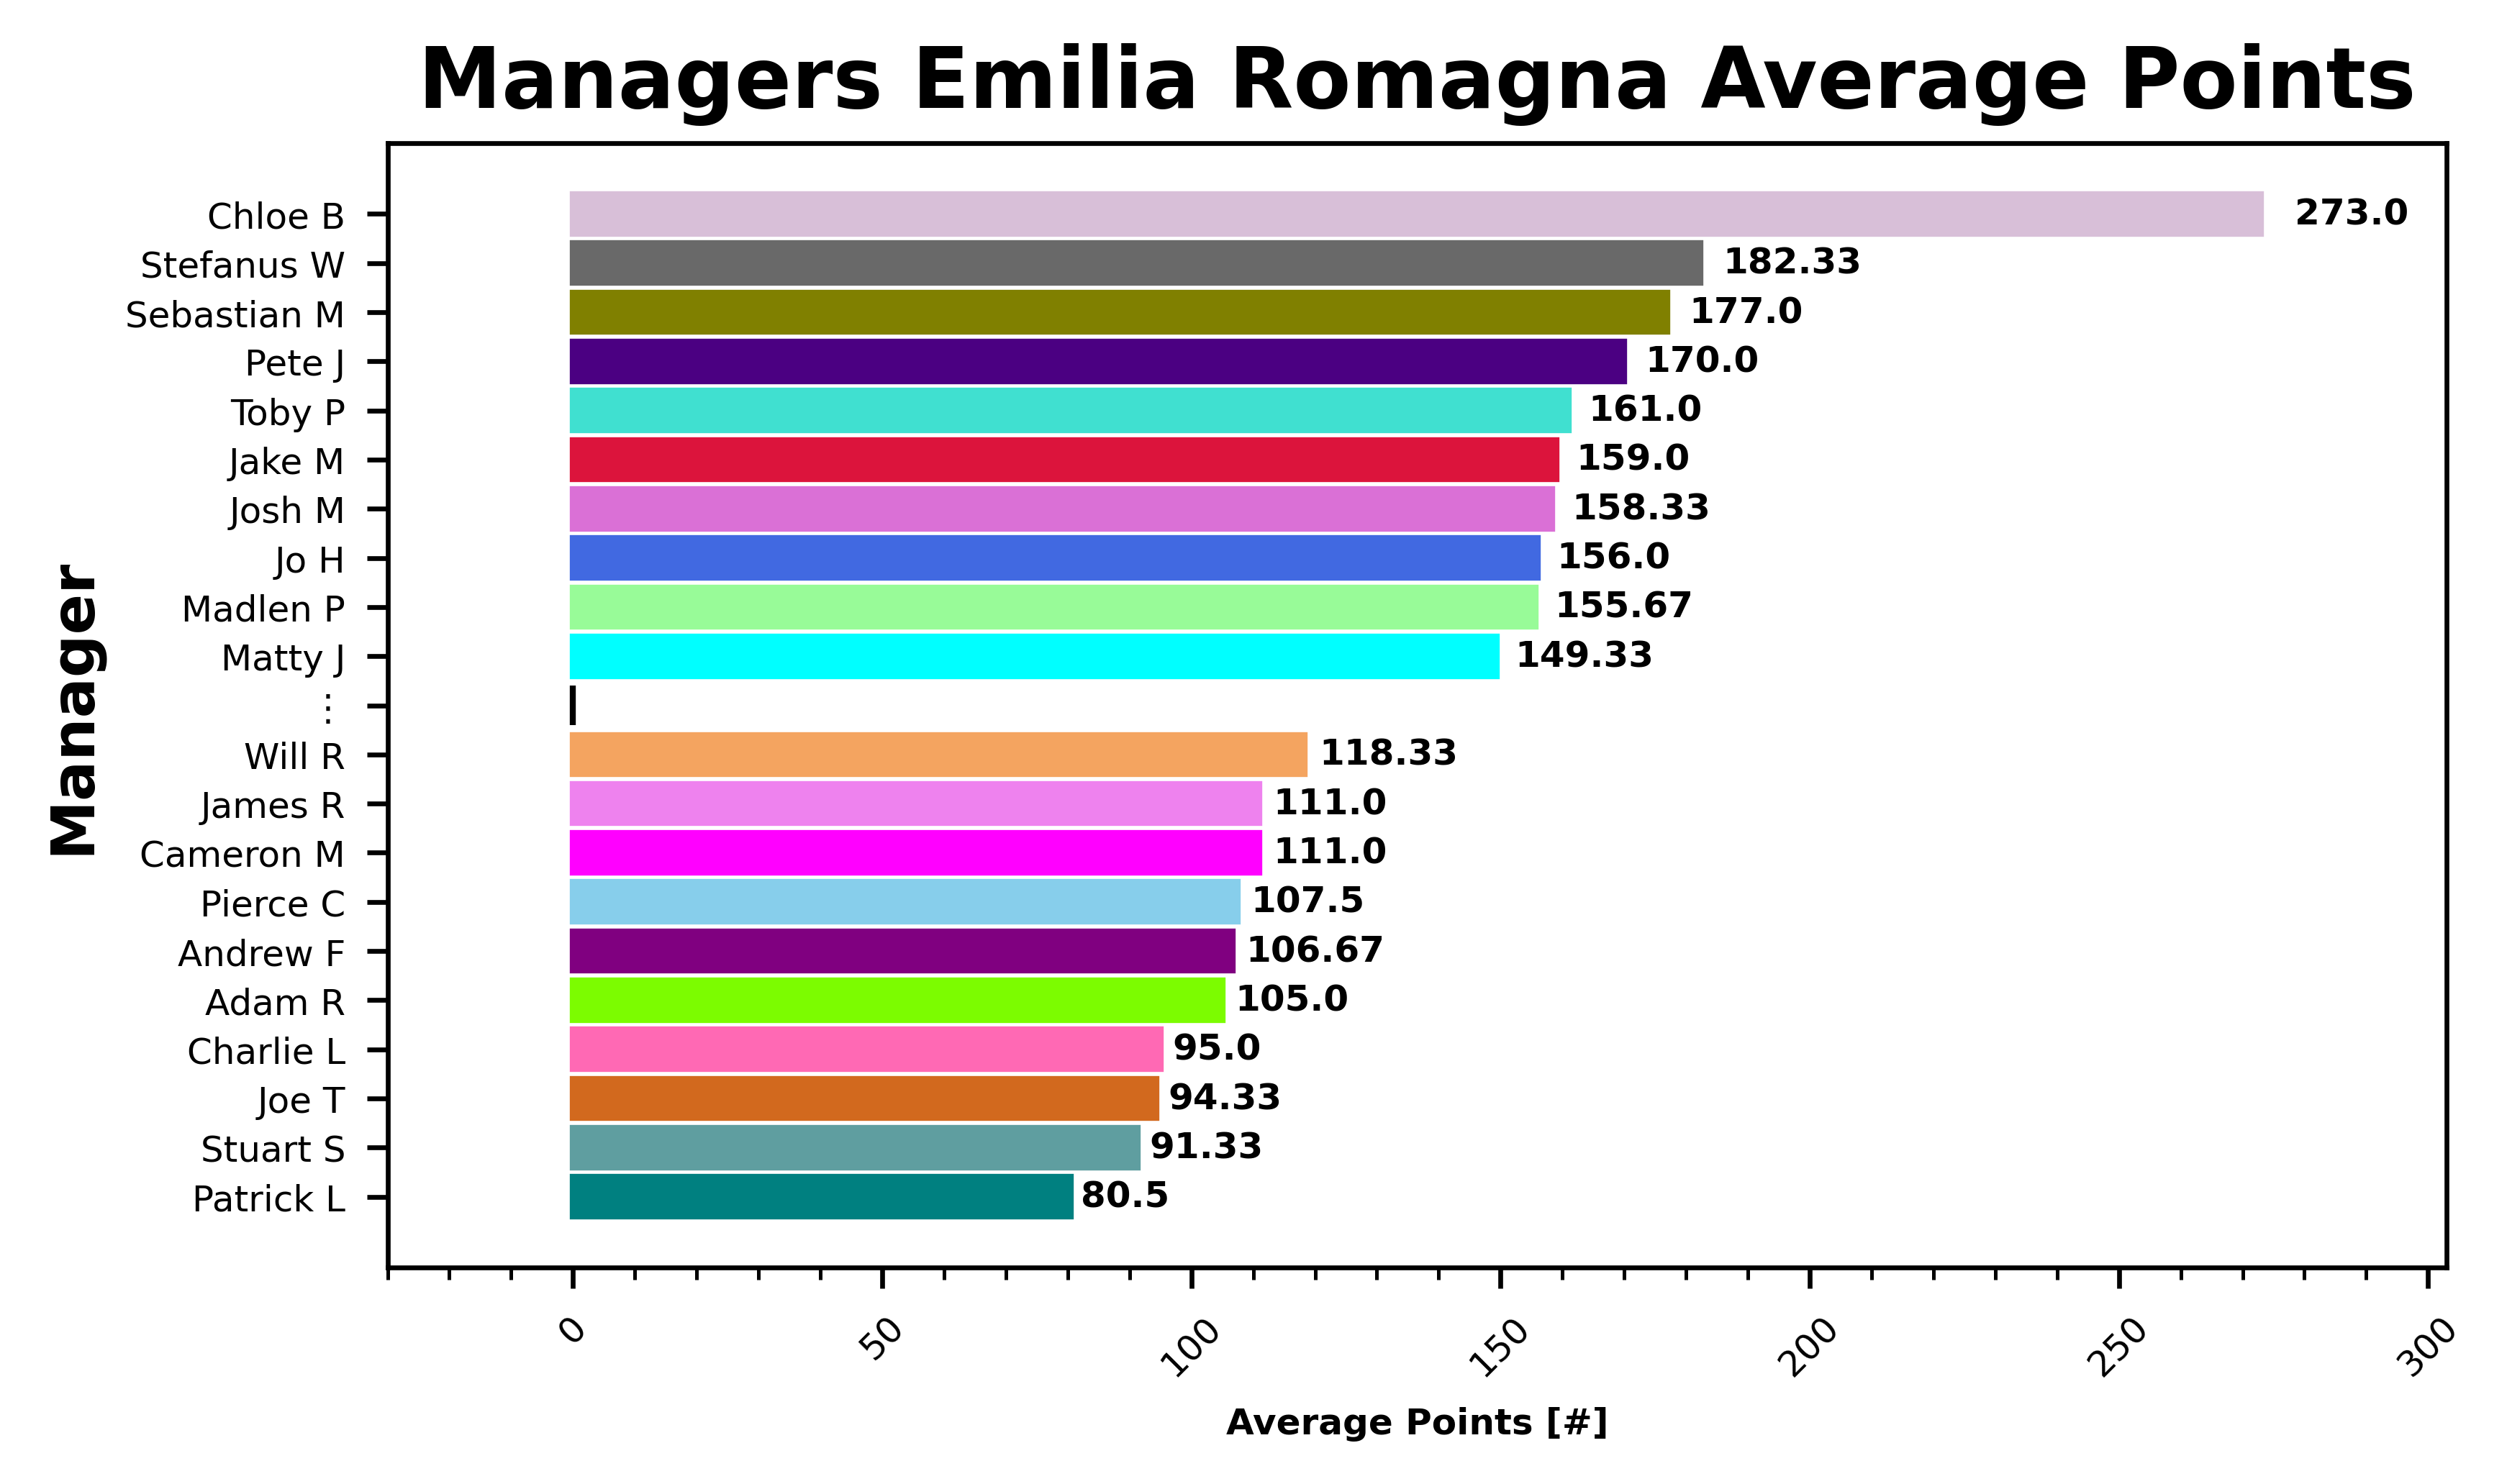 Managers Emilia Romagna Average Points
Manager
Chloe B 273.0
Stefanus W 182.33
Sebastian M 177.0
Pete J 170.0
Toby P 161.0
Jake M 159.0
Josh M 158.33
Jo H 156.0
Madlen P 155.67
Matty J 149.33
⋮
Will R 118.33
James R 111.0
Cameron M 111.0
Pierce C 107.5
Andrew F 106.67
Adam R 105.0
Charlie L 95.0
Joe T 94.33
Stuart S 91.33
Patrick L 80.5
0 50 100 150 200 250 300
Average Points [#]